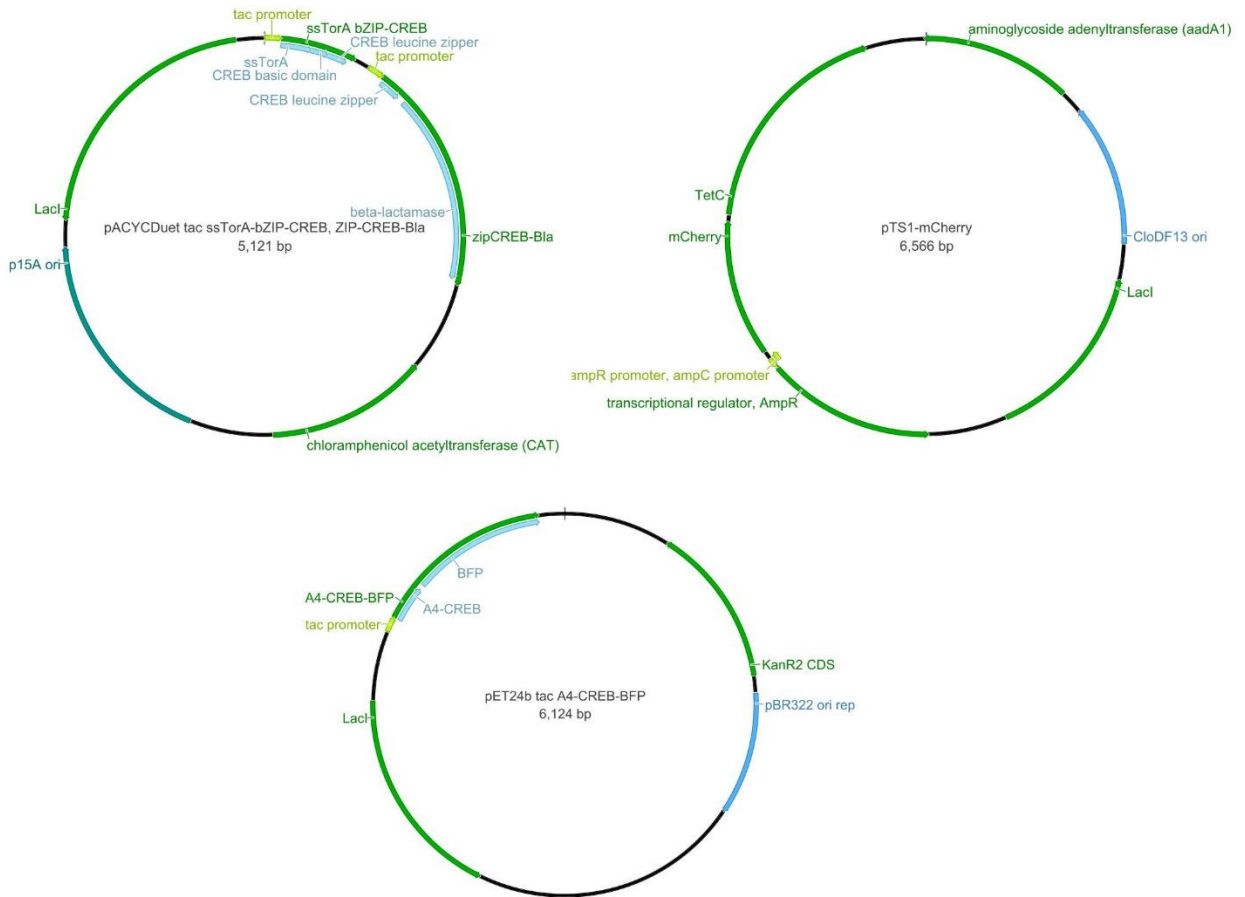 tac promoter
ssTorA bZIP-CREB
CREB leucine zipper
ssTorA
tac promoter
CREB basic domain
CREB leucine zipper
LacI
beta-lactamase
pACYCDuet tac ssTorA-bZIP-CREB, ZIP-CREB-Bla
5,121 bp
zipCREB-Bla
p15A ori
chloramphenicol acetyltransferase (CAT)
aminoglycoside adenyltransferase (aadA1)
TetC
mCherry
pTS1-mCherry
6,566 bp
CloDF13 ori
LacI
ampR promoter, ampC promoter
transcriptional regulator, AmpR
BFP
A4-CREB-BFP
A4-CREB
tac promoter
KanR2 CDS
pET24b tac A4-CREB-BFP
6,124 bp
pBR322 ori rep
LacI